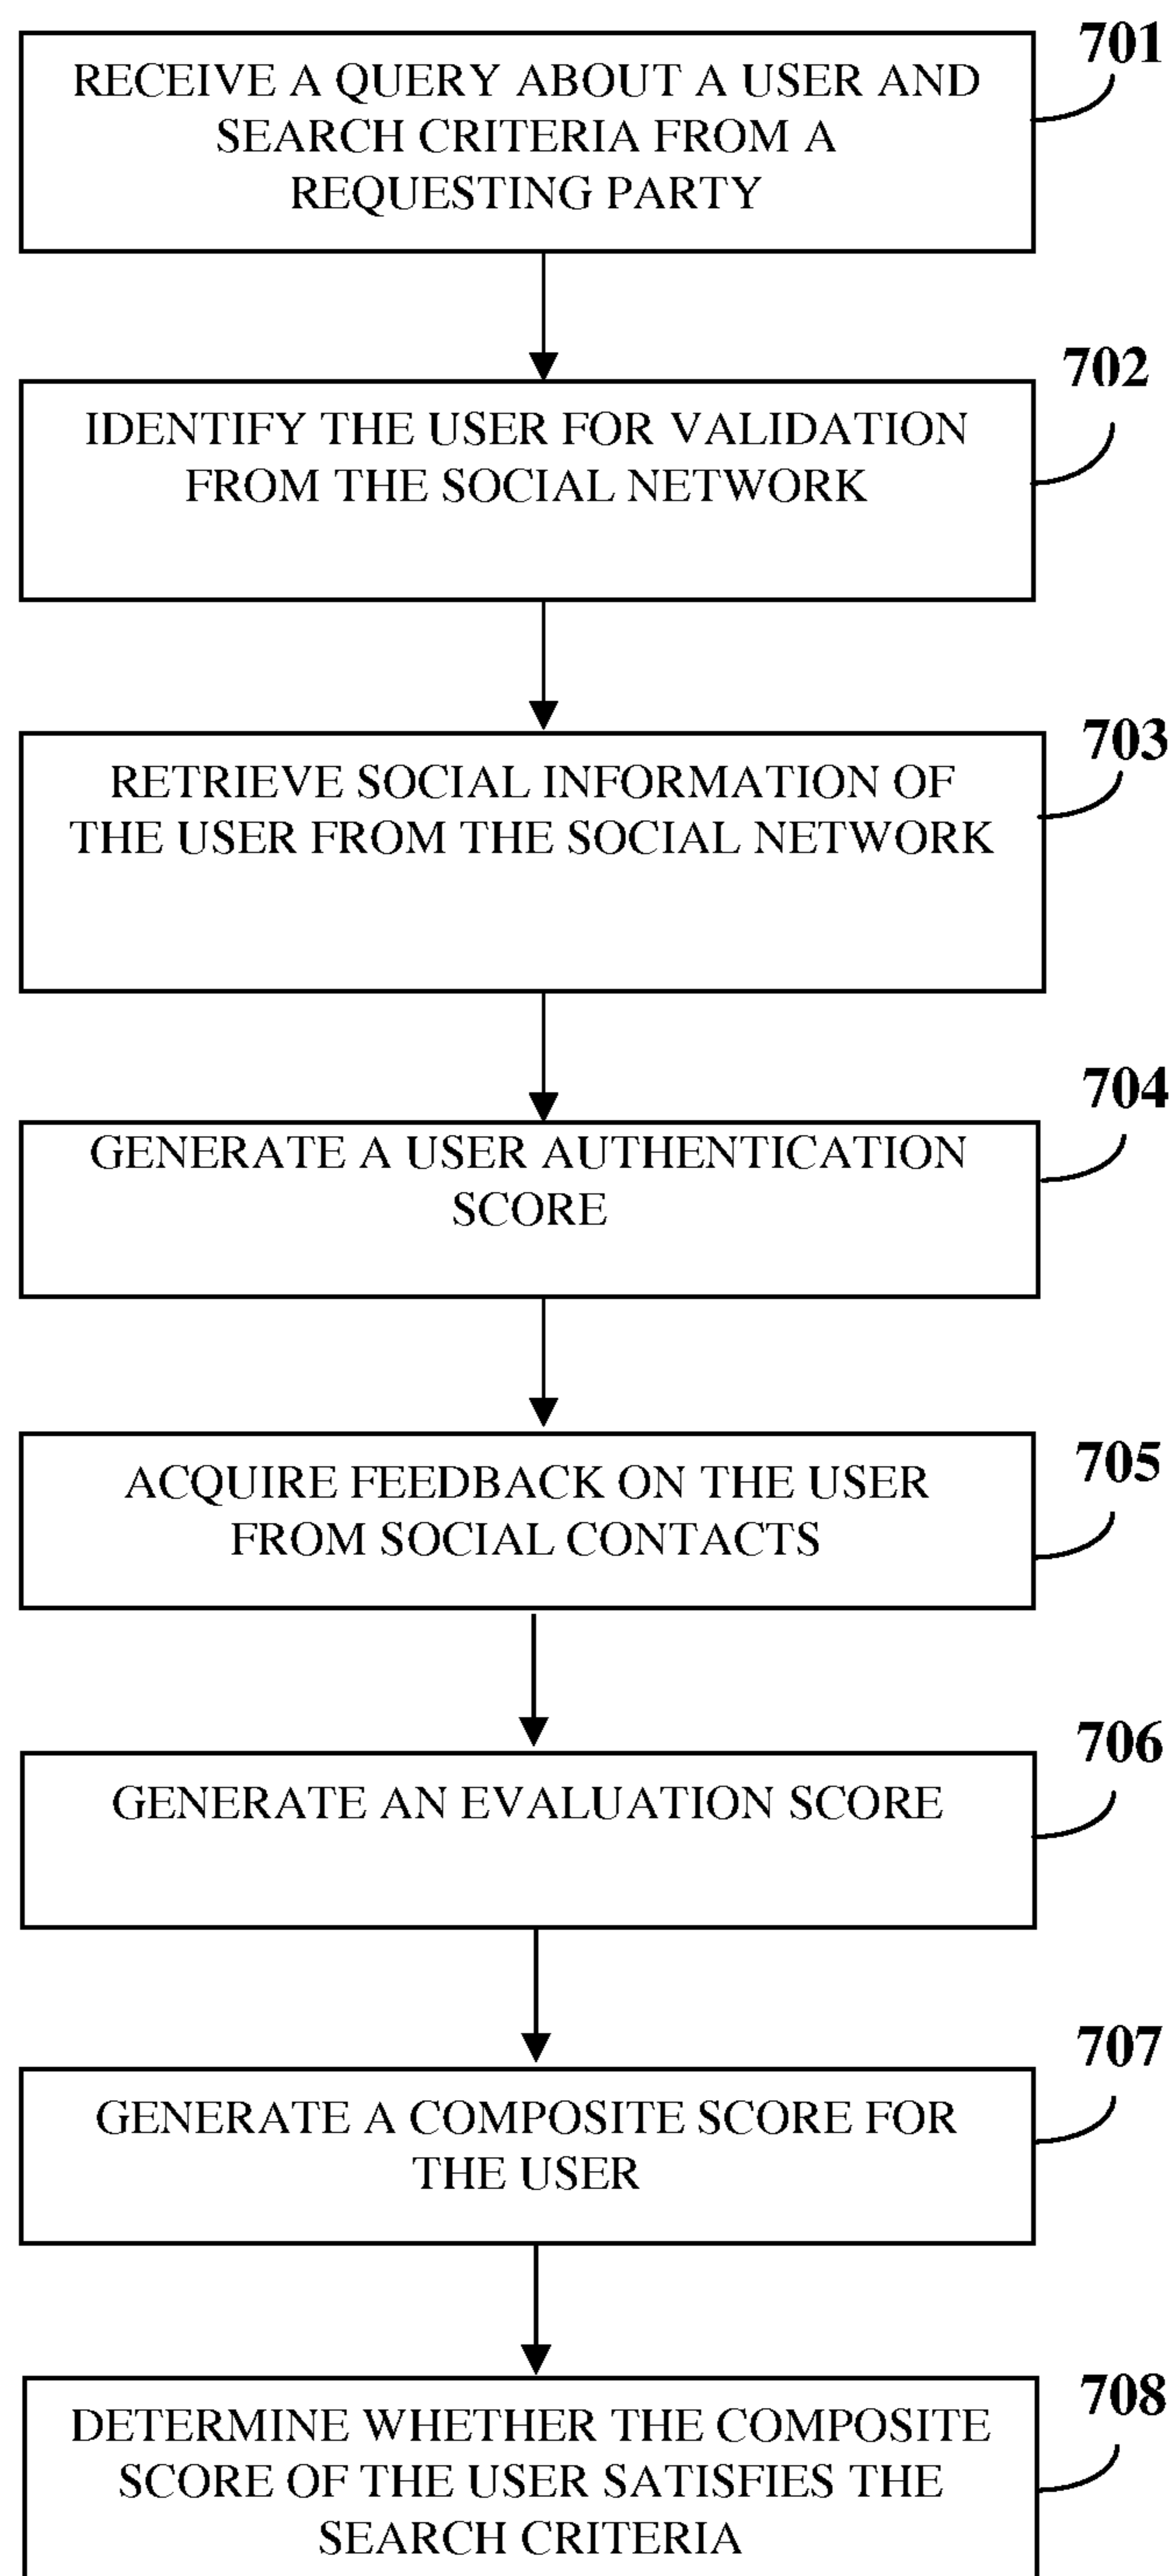 701
RECEIVE A QUERY ABOUT A USER AND
SEARCH CRITERIA FROM A
REQUESTING PARTY
702
IDENTIFY THE USER FOR VALIDATION
FROM THE SOCIAL NETWORK
703
RETRIEVE SOCIAL INFORMATION OF
THE USER FROM THE SOCIAL NETWORK
704
GENERATE A USER AUTHENTICATION
SCORE
705
ACQUIRE FEEDBACK ON THE USER
FROM SOCIAL CONTACTS
706
GENERATE AN EVALUATION SCORE
707
GENERATE A COMPOSITE SCORE FOR
THE USER
708
DETERMINE WHETHER THE COMPOSITE
SCORE OF THE USER SATISFIES THE
SEARCH CRITERIA